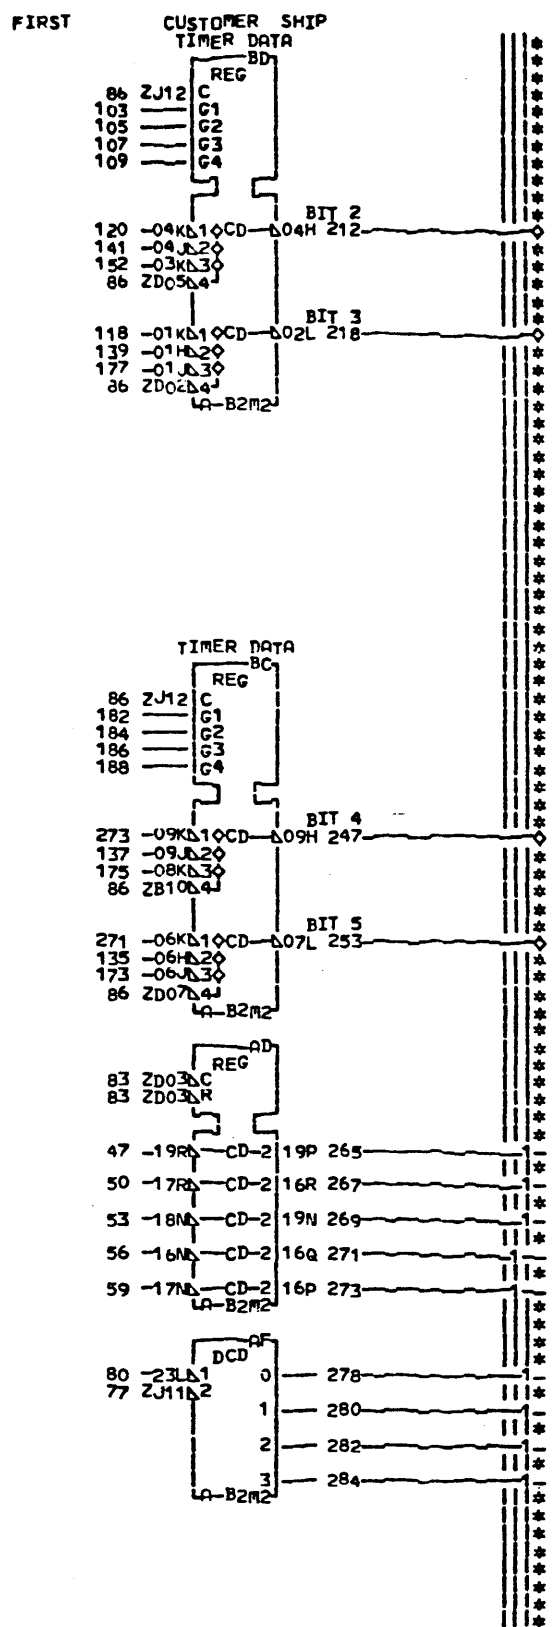 FIRST CUSTOMER SHIP
TIMER DATA
BD
REG
86 ZJ12 C
103 G1
105 G2
107 G3
109 G4
BIT 2
120 -04K 1 CD 04H 212
141 -04J 2
152 -03K 3
86 ZD05 4
BIT 3
118 -01K 1 CD 02L 218
139 -01H 2
177 -01J 3
86 ZD02 4
A-B2M2
TIMER DATA
BC
REG
86 ZJ12 C
182 G1
184 G2
186 G3
188 G4
BIT 4
273 -09K 1 CD 09H 247
137 -09J 2
175 -08K 3
86 ZB10 4
BIT 5
271 -06K 1 CD 07L 253
135 -06H 2
173 -06J 3
86 ZD07 4
A-B2M2
AD
REG
83 ZD03 C
83 ZD03 R
47 -19R CD-2 19P 265
50 -17R CD-2 16R 267
53 -18N CD-2 19N 269
56 -16N CD-2 16Q 271
59 -17N CD-2 16P 273
A-B2M2
AF
DCD
80 -23L 1 0 278
77 ZJ11 2
1 280
2 282
3 284
A-B2M2